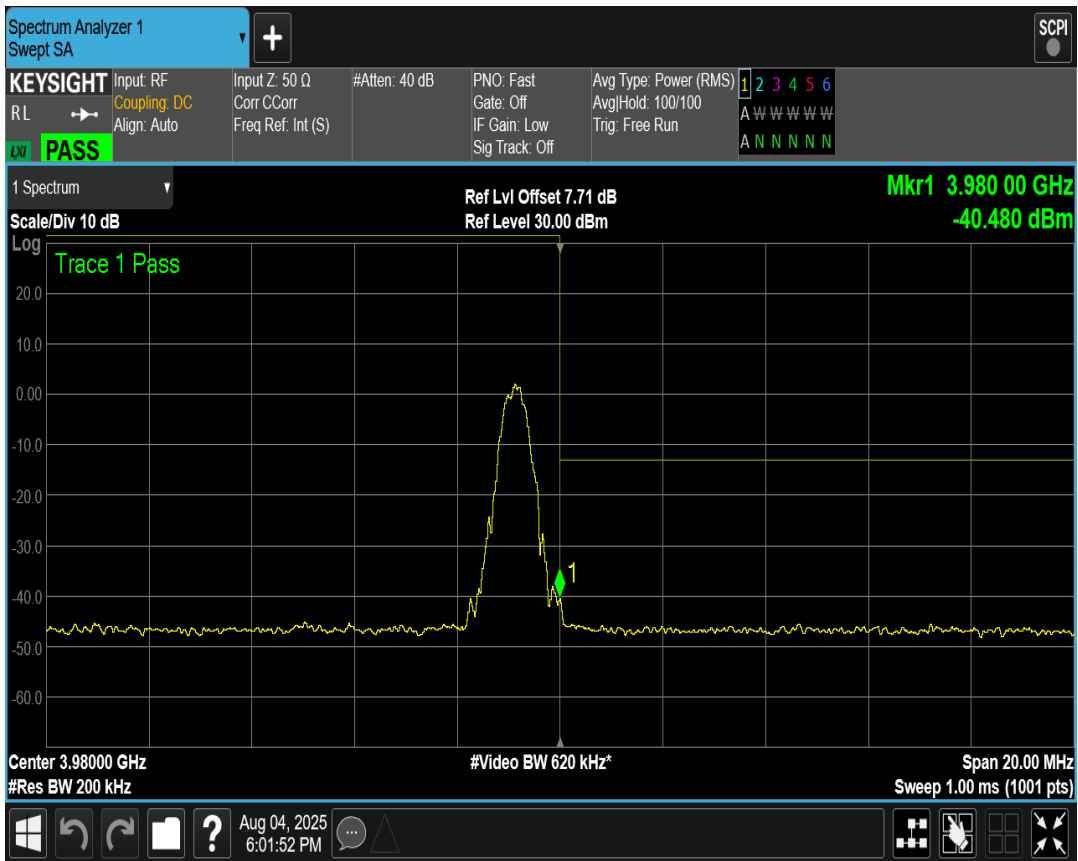 Spectrum Analyzer 1
Swept SA
SCPI
KEYSIGHT
R L
LXI PASS
Input: RF
Coupling: DC
Align: Auto
Input Z: 50 Ω
Corr CCorr
Freq Ref: Int (S)
#Atten: 40 dB
PNO: Fast
Gate: Off
IF Gain: Low
Sig Track: Off
Avg Type: Power (RMS)
Avg|Hold: 100/100
Trig: Free Run
1 2 3 4 5 6
A W W W W W
A N N N N N
1 Spectrum
Scale/Div 10 dB
Ref Lvl Offset 7.71 dB
Ref Level 30.00 dBm
Mkr1 3.980 00 GHz
-40.480 dBm
Log
Trace 1 Pass
20.0
10.0
0.00
-10.0
-20.0
-30.0
1
-40.0
-50.0
-60.0
Center 3.98000 GHz
#Res BW 200 kHz
#Video BW 620 kHz*
Span 20.00 MHz
Sweep 1.00 ms (1001 pts)
?
Aug 04, 2025
6:01:52 PM